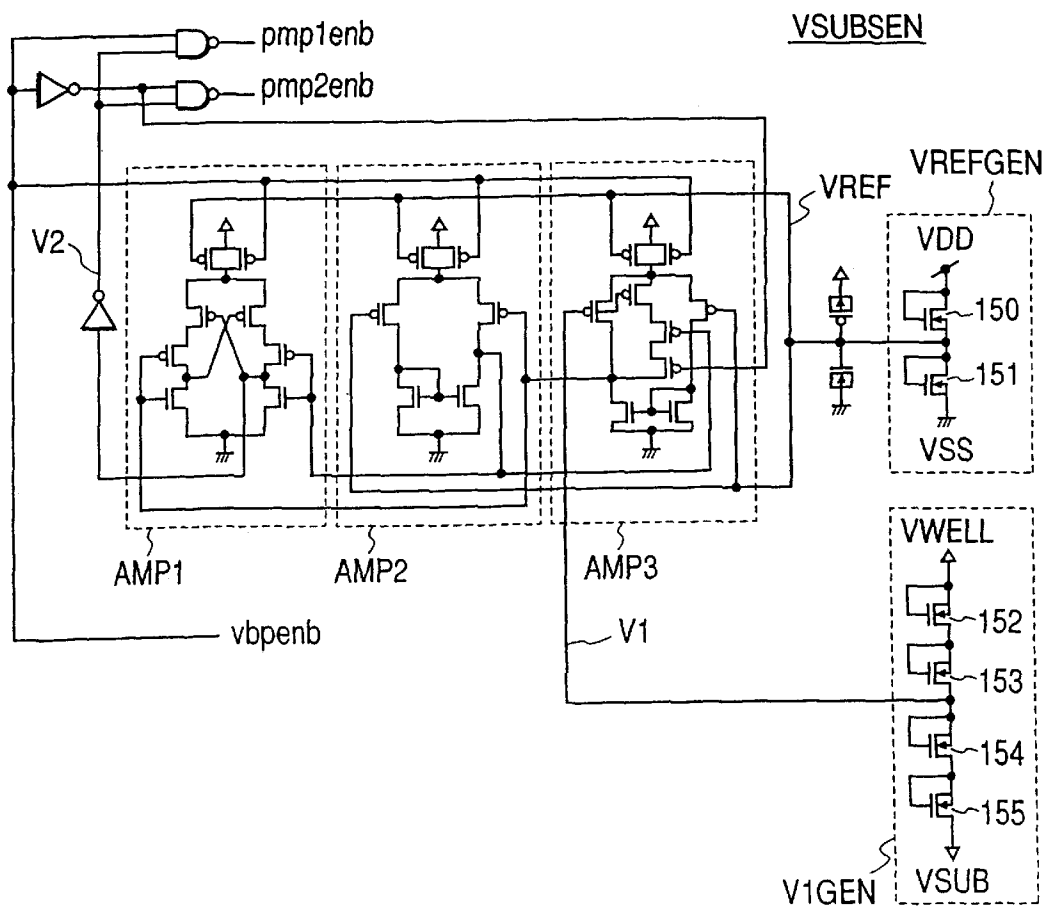 VSUBSEN
pmp1enb
pmp2enb
VREFGEN
VREF
VDD
V2
150
151
VSS
VWELL
AMP1
AMP2
AMP3
152
vbpenb
V1
153
154
155
V1GEN
VSUB